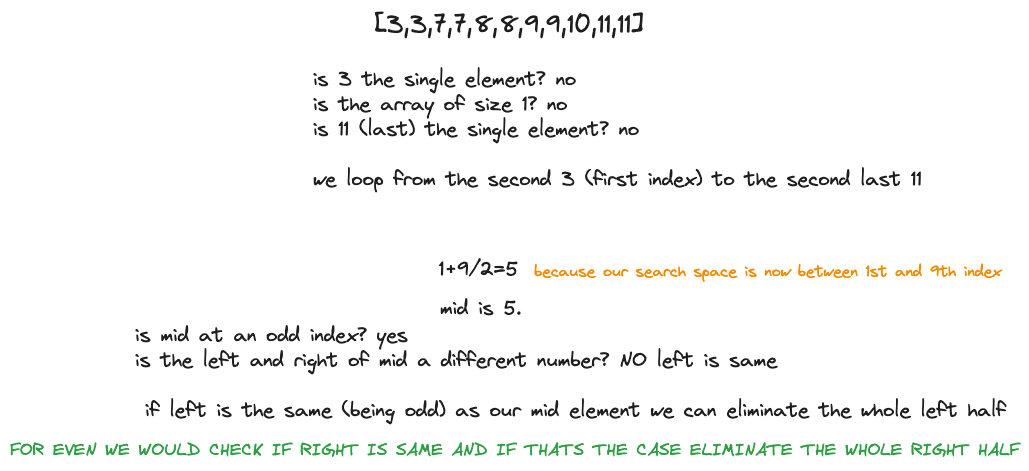 [3,3,7,7,8,8,9,9,10,11,11]
is 3 the single element? no
is the array of size 1? no
is 11 (last) the single element? no
we loop from the second 3 (first index) to the second last 11
1+9/2=5 because our search space is now between 1st and 9th index
mid is 5.
is mid at an odd index? yes
is the left and right of mid a different number? NO left is same
if left is the same (being odd) as our mid element we can eliminate the whole left half
FOR EVEN WE WOULD CHECK IF RIGHT IS SAME AND IF THATS THE CASE ELIMINATE THE WHOLE RIGHT HALF